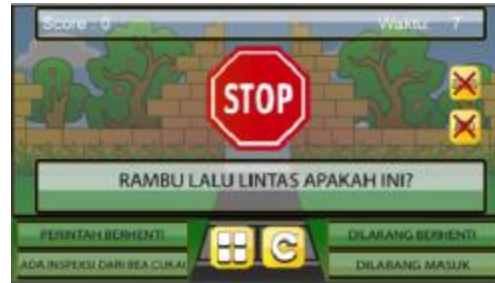 Score : 0
Waktu: 7
STOP
RAMBU LALU LINTAS APAKAH INI?
PERINTAH BERHENTI
DILARANG BERHENTI
ADA INSPEKSI DARI BEA CUKAI
DILARANG MASUK